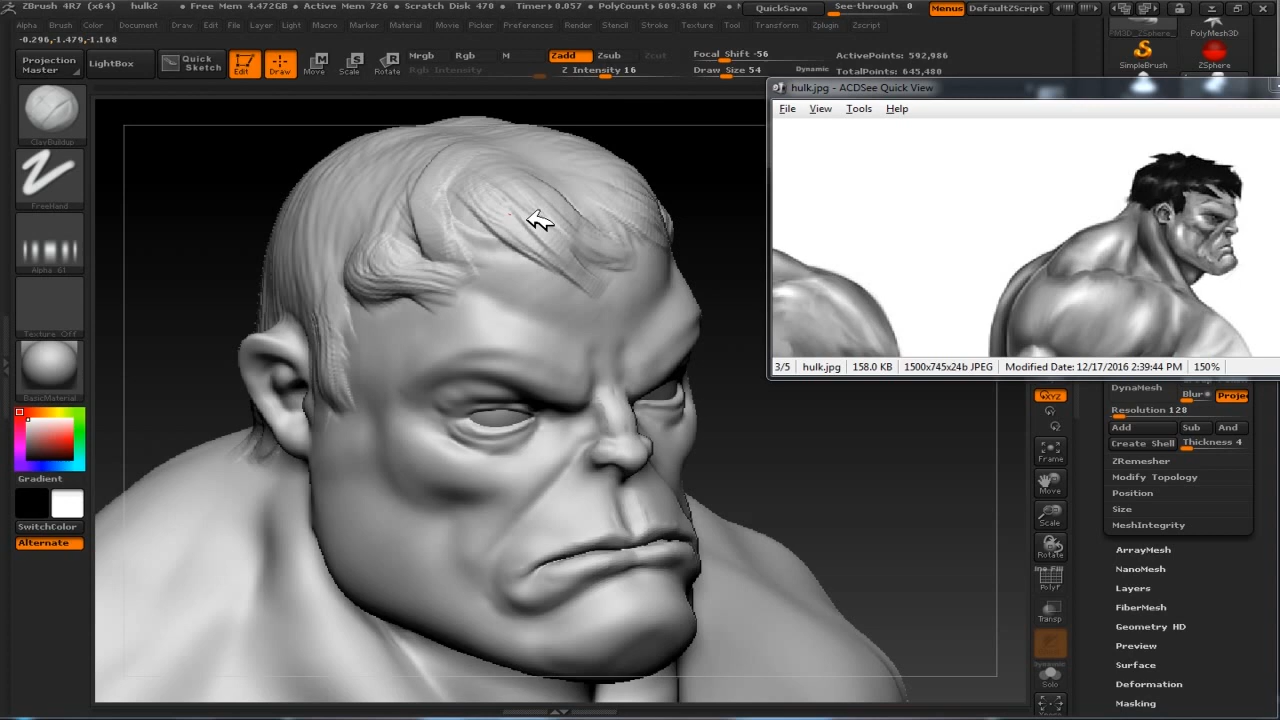 ZBrush 4R7 (x64) hulk2 • Free Mem 4.472GB • Active Mem 726 • Scratch Disk 470 • Timer▸0.057 • PolyCount▸609.368 KP • QuickSave See-through 0 Menus DefaultZScript
Alpha Brush Color Document Draw Edit File Layer Light Macro Marker Material Movie Picker Preferences Render Stencil Stroke Texture Tool Transform Zplugin Zscript
-0.296,-1.479,-1.168
Projection Master
LightBox
Quick Sketch
Edit
Draw
Move
Scale
Rotate
Mrgb Rgb M
Rgb Intensity
Zadd Zsub Zcut
Z Intensity 16
Focal Shift -56
Draw Size 54 Dynamic
ActivePoints: 592,986
TotalPoints: 645,480
PolyMesh3D
SimpleBrush
ZSphere
ClayBuildup
FreeHand
Alpha 61
Texture Off
BasicMaterial
Gradient
SwitchColor
Alternate
hulk.jpg - ACDSee Quick View
File View Tools Help
3/5 hulk.jpg 158.0 KB 1500x745x24b JPEG Modified Date: 12/17/2016 2:39:44 PM 150%
XYZ
Frame
Move
Scale
Rotate
PolyF
Transp
Dynamic
Solo
DynaMesh
Blur
Resolution 128
Add Sub And
Create Shell Thickness 4
ZRemesher
Modify Topology
Position
Size
MeshIntegrity
ArrayMesh
NanoMesh
Layers
FiberMesh
Geometry HD
Preview
Surface
Deformation
Masking